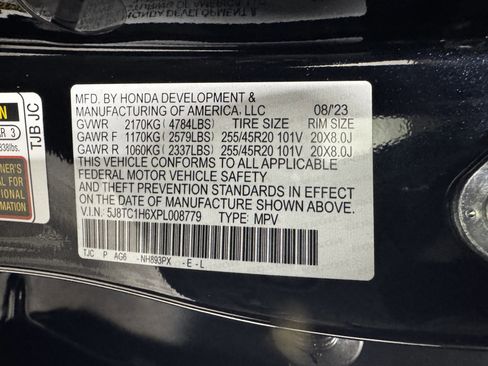 MFD. BY HONDA DEVELOPMENT &
MANUFACTURING OF AMERICA, LLC 08/'23
GVWR 2170KG (4784LBS) TIRE SIZE RIM SIZE
GAWR F 1170KG (2579LBS) 255/45R20 101V 20X8.0J
GAWR R 1060KG (2337LBS) 255/45R20 101V 20X8.0J
THIS VEHICLE CONFORMS TO ALL APPLICABLE
FEDERAL MOTOR VEHICLE SAFETY
AND THEFT PREVENTION STANDARDS IN EFFECT
ON THE DATE OF MANUFACTURE SHOWN ABOVE.
V.I.N. 5J8TC1H6XPL008779 TYPE: MPV
TJC P AG6 -NH893PX -E-L
TJB JC